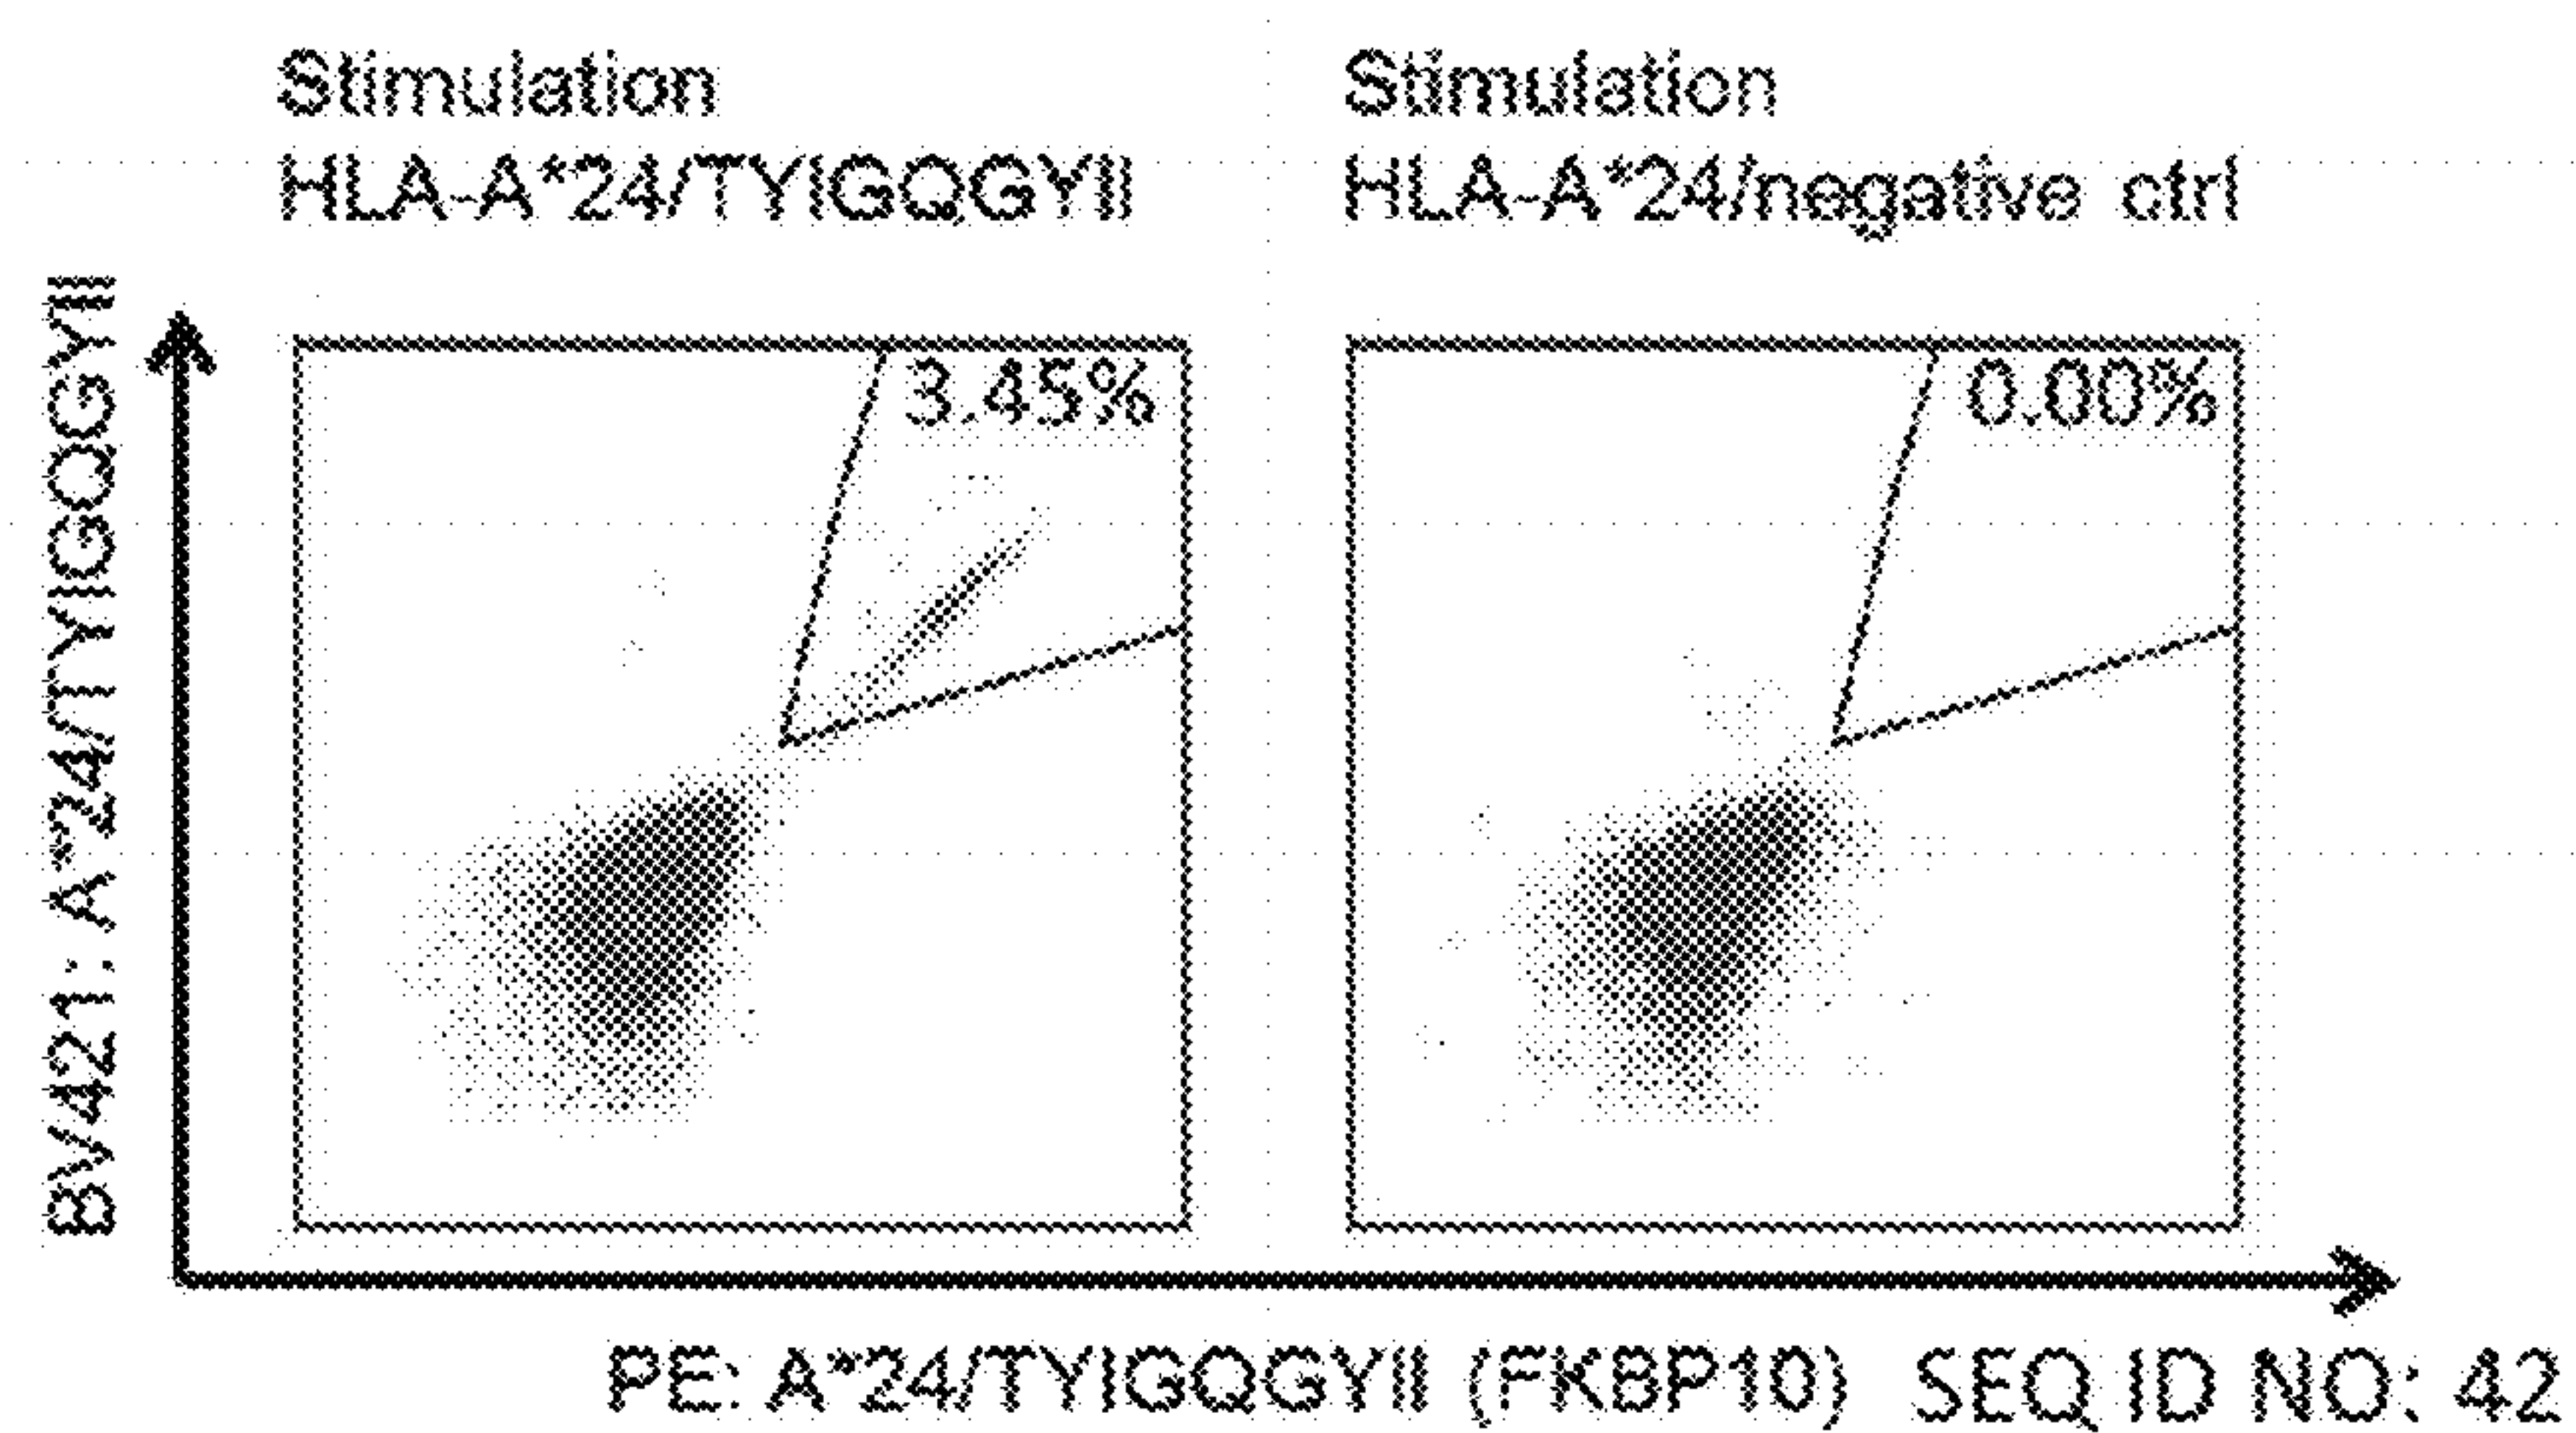 Stimulation
HLA-A*24/TYIGQGYII
Stimulation
HLA-A*24/negative ctrl
BV421: A*24/TYIGQGYII
3.45%
0.00%
PE: A*24/TYIGQGYII (FKBP10) SEQ ID NO: 42